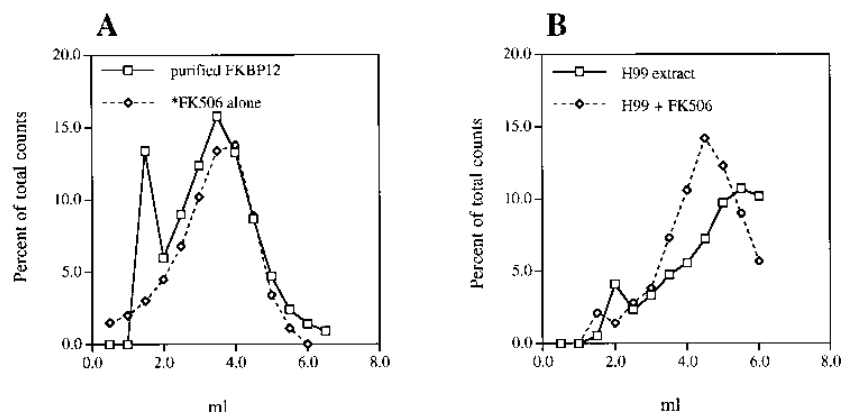 A
20.0
15.0
10.0
5.0
0.0
Percent of total counts
purified FKBP12
*FK506 alone
0.0
2.0
4.0
6.0
8.0
ml
B
20.0
15.0
10.0
5.0
0.0
Percent of total counts
H99 extract
H99 + FK506
0.0
2.0
4.0
6.0
8.0
ml